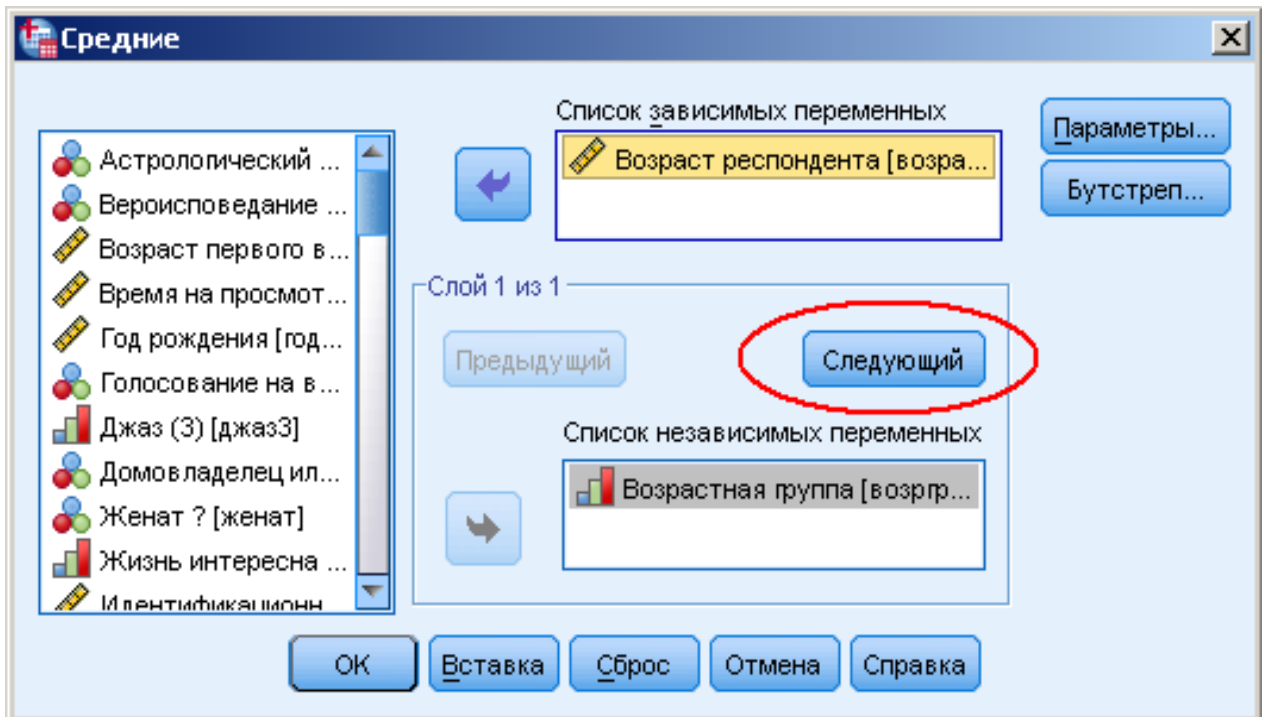 Средние
Список зависимых переменных
Возраст респондента [возра...
Параметры...
Бутстреп...
Астрологический ...
Вероисповедание ...
Возраст первого в...
Время на просмот...
Год рождения [год...
Голосование на в...
Джаз (3) [джаз3]
Домовладелец ил...
Женат ? [женат]
Жизнь интересна ...
Идентификационн
Слой 1 из 1
Предыдущий
Следующий
Список независимых переменных
Возрастная группа [возргр...
OK
Вставка
Сброс
Отмена
Справка